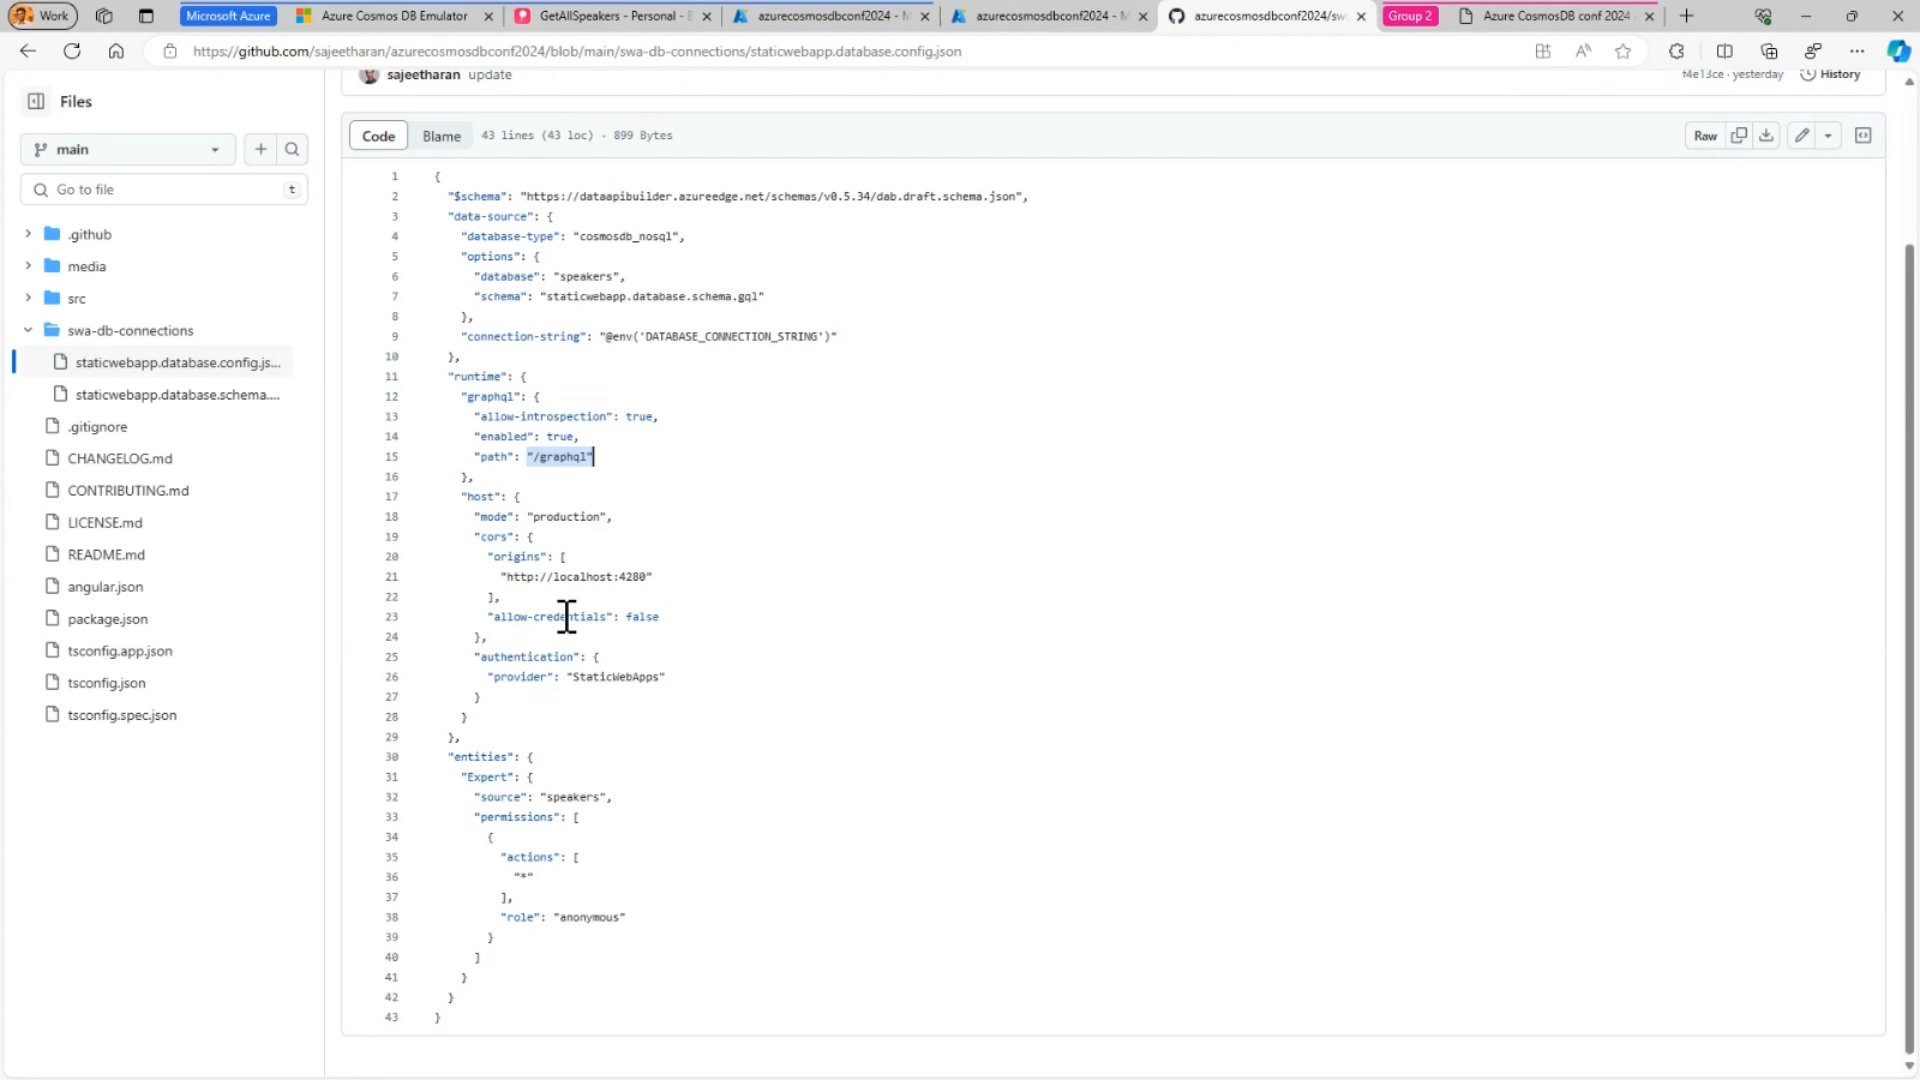 Work
Microsoft Azure
Azure Cosmos DB Emulator
GetAllSpeakers - Personal -
azurecosmosdbconf2024 -
azurecosmosdbconf2024 -
azurecosmosdbconf2024/sw
Group 2
Azure CosmosDB conf 2024
https://github.com/sajeetharan/azurecosmosdbconf2024/blob/main/swa-db-connections/staticwebapp.database.config.json
sajeetharan update
f4e13ce · yesterday
History
Files
main
Go to file
t
.github
media
src
swa-db-connections
staticwebapp.database.config.js...
staticwebapp.database.schema....
.gitignore
CHANGELOG.md
CONTRIBUTING.md
LICENSE.md
README.md
angular.json
package.json
tsconfig.app.json
tsconfig.json
tsconfig.spec.json
Code Blame 43 lines (43 loc) · 899 Bytes
Raw
1 {
2 "$schema": "https://dataapibuilder.azureedge.net/schemas/v0.5.34/dab.draft.schema.json",
3 "data-source": {
4 "database-type": "cosmosdb_nosql",
5 "options": {
6 "database": "speakers",
7 "schema": "staticwebapp.database.schema.gql"
8 },
9 "connection-string": "@env('DATABASE_CONNECTION_STRING')"
10 },
11 "runtime": {
12 "graphql": {
13 "allow-introspection": true,
14 "enabled": true,
15 "path": "/graphql"
16 },
17 "host": {
18 "mode": "production",
19 "cors": {
20 "origins": [
21 "http://localhost:4280"
22 ],
23 "allow-credentials": false
24 },
25 "authentication": {
26 "provider": "StaticWebApps"
27 }
28 }
29 },
30 "entities": {
31 "Expert": {
32 "source": "speakers",
33 "permissions": [
34 {
35 "actions": [
36 "*"
37 ],
38 "role": "anonymous"
39 }
40 ]
41 }
42 }
43 }